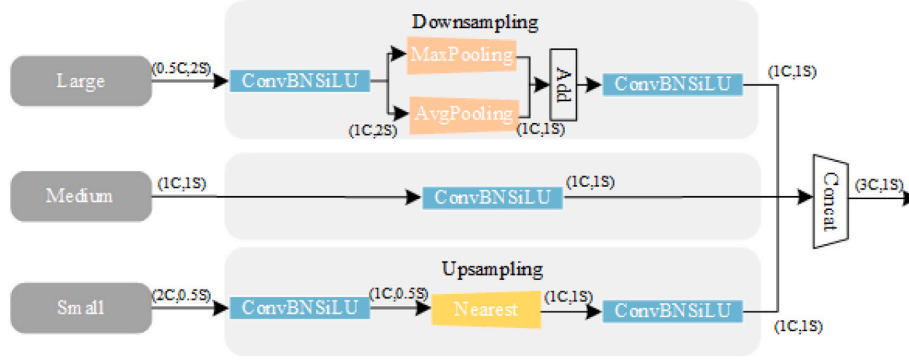 Downsampling
Large
(0.5C,2S)
ConvBNSiLU
MaxPooling
AvgPooling
(1C,2S)
(1C,1S)
Add
ConvBNSiLU
(1C,1S)
Medium
(1C,1S)
ConvBNSiLU
(1C,1S)
Concat
(3C,1S)
Upsampling
Small
(2C,0.5S)
ConvBNSiLU
(1C,0.5S)
Nearest
(1C,1S)
ConvBNSiLU
(1C,1S)